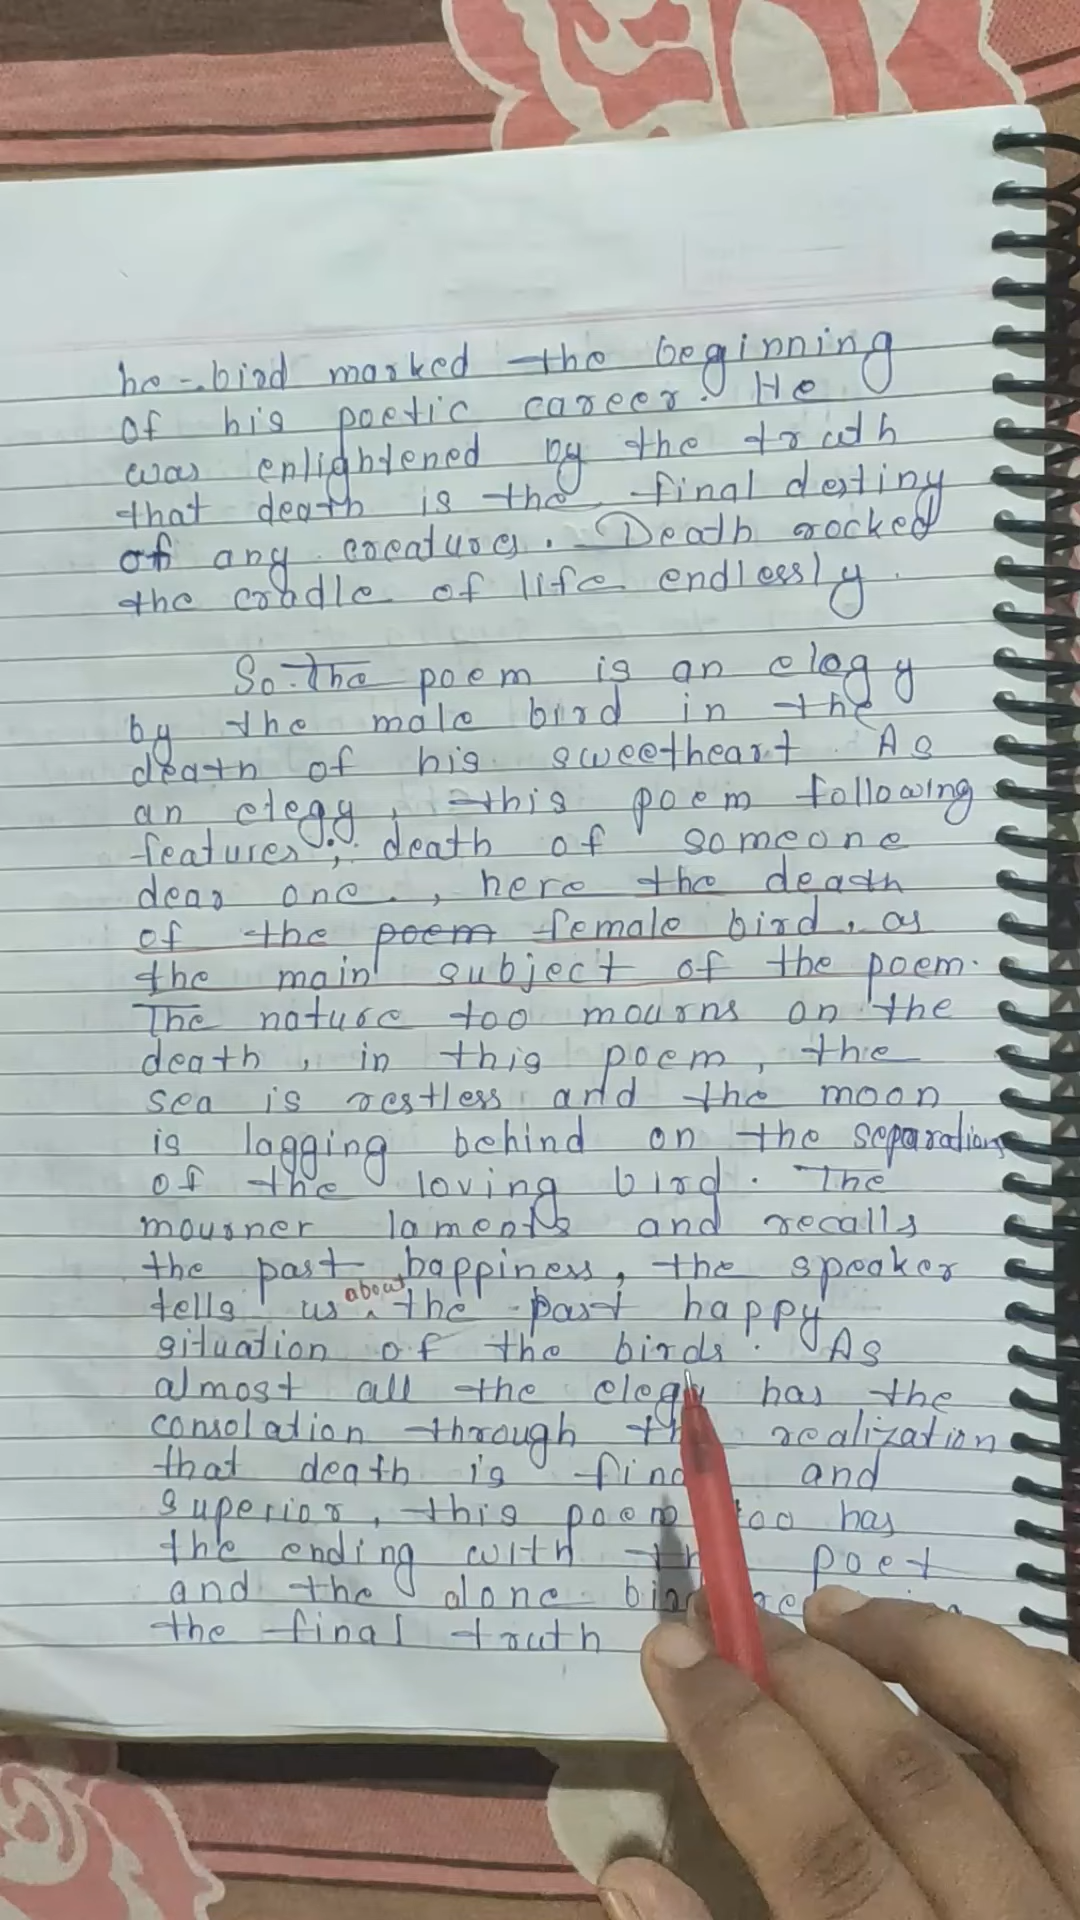 he-bird marked the beginning
of his poetic career. He
was enlightened by the truth
that death is the final destiny
of any creatures. Death rocked
the cradle of life endlessly.
So. The poem is an elegy
by the male bird in the
death of his sweetheart. As
an elegy, this poem following
features; death of someone
dear one, here the death
of the poem female bird, as
the main subject of the poem.
The nature too mourns on the
death, in this poem, the
sea is restless and the moon
is lagging behind on the separation
of the loving bird. The
mourner laments and recalls
the past happiness, the speaker
tells us about the past happy
situation of the birds. As
almost all the elegy has the
consolation through realization
that death is and
superior, this poem too has
the ending with poet
and the alone
the final truth